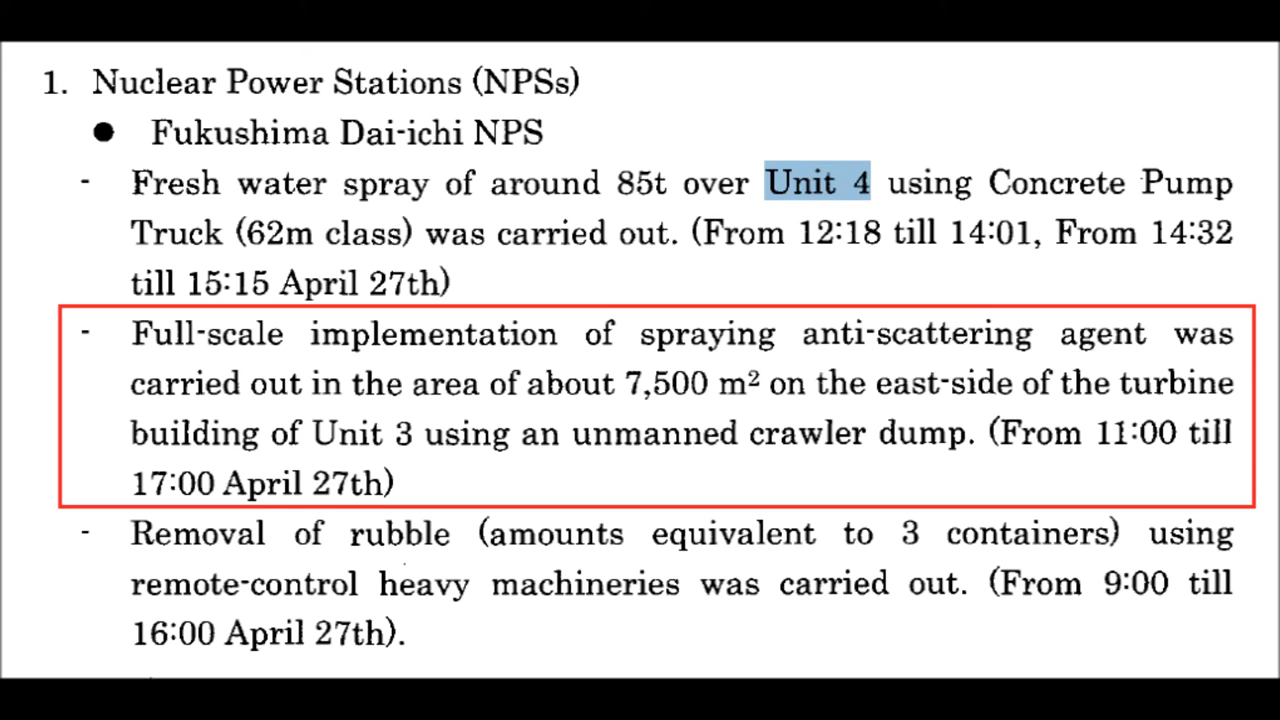 1. Nuclear Power Stations (NPSs)
● Fukushima Dai-ichi NPS
- Fresh water spray of around 85t over Unit 4 using Concrete Pump
Truck (62m class) was carried out. (From 12:18 till 14:01, From 14:32
till 15:15 April 27th)
- Full-scale implementation of spraying anti-scattering agent was
carried out in the area of about 7,500 m² on the east-side of the turbine
building of Unit 3 using an unmanned crawler dump. (From 11:00 till
17:00 April 27th)
- Removal of rubble (amounts equivalent to 3 containers) using
remote-control heavy machineries was carried out. (From 9:00 till
16:00 April 27th).